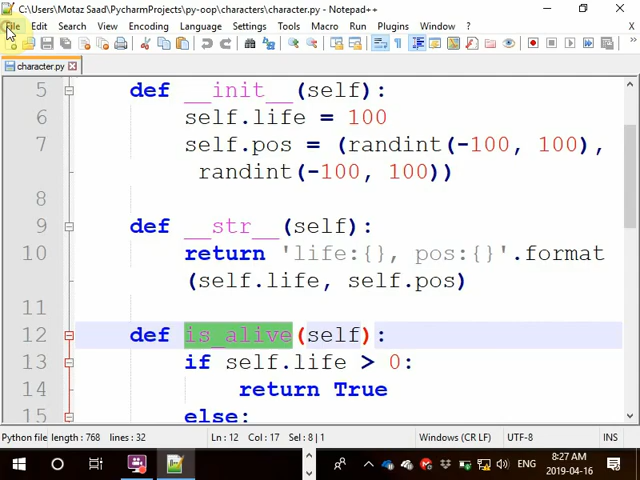 C:\Users\Motaz Saad\PycharmProjects\py-oop\characters\character.py - Notepad++
File Edit Search View Encoding Language Settings Tools Macro Run Plugins Window ? X
character.py
5 def __init__(self):
6 self.life = 100
7 self.pos = (randint(-100, 100),
randint(-100, 100))
8
9 def __str__(self):
10 return 'life:{}, pos:{}'.format
(self.life, self.pos)
11
12 def is_alive(self):
13 if self.life > 0:
14 return True
15 else:
Python file length : 768 lines : 32 Ln : 12 Col : 17 Sel : 8 | 1 Windows (CR LF) UTF-8 INS
ENG 8:27 AM
2019-04-16